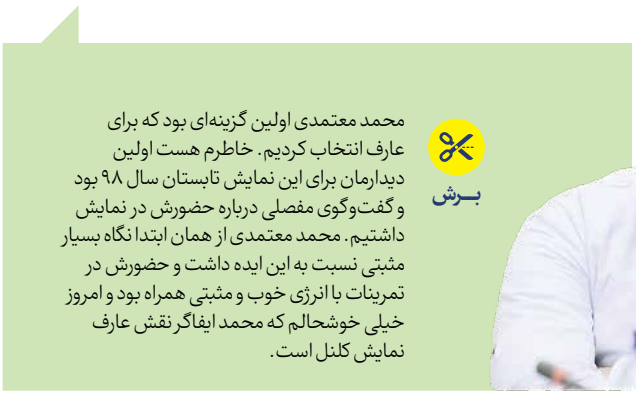 محمد معتمدی اولین گزینه‌ای بود که برای
عارف انتخاب کردیم. خاطرم هست اولین
دیدارمان برای این نمایش تابستان سال ۹۸ بود
و گفت‌وگوی مفصلی درباره حضورش در نمایش
داشتیم. محمد معتمدی از همان ابتدا نگاه بسیار
مثبتی نسبت به این ایده داشت و حضورش در
تمرینات با انرژی خوب و مثبتی همراه بود و امروز
خیلی خوشحالم که محمد ایفاگر نقش عارف
نمایش کلنل است.
بــرش